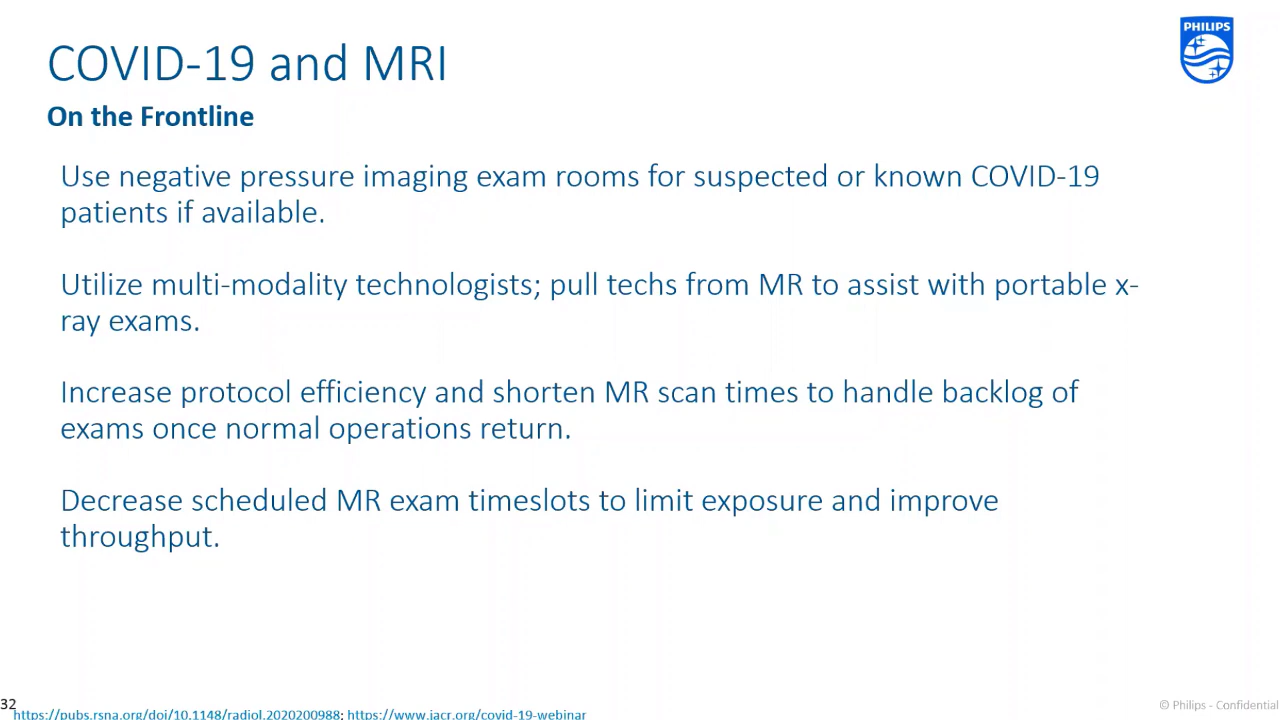 PHILIPS
COVID-19 and MRI
On the Frontline
Use negative pressure imaging exam rooms for suspected or known COVID-19
patients if available.
Utilize multi-modality technologists; pull techs from MR to assist with portable x-
ray exams.
Increase protocol efficiency and shorten MR scan times to handle backlog of
exams once normal operations return.
Decrease scheduled MR exam timeslots to limit exposure and improve
throughput.
32
https://pubs.rsna.org/doi/10.1148/radiol.2020200988; https://www.jacr.org/covid-19-webinar
© Philips - Confidential